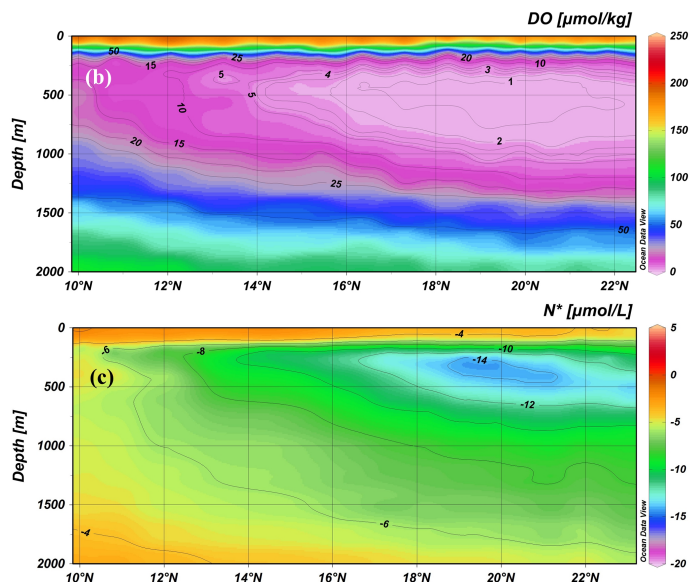 DO [µmol/kg]
0
500
1000
1500
2000
Depth [m]
(b)
50
25
15
20
10
3
4
5
5
1
10
2
20
15
25
50
10°N
12°N
14°N
16°N
18°N
20°N
22°N
Ocean Data View
250
200
150
100
50
0
N* [µmol/L]
0
500
1000
1500
2000
Depth [m]
(c)
-6
-8
-4
-10
-14
-12
-6
-4
10°N
12°N
14°N
16°N
18°N
20°N
22°N
Ocean Data View
5
0
-5
-10
-15
-20